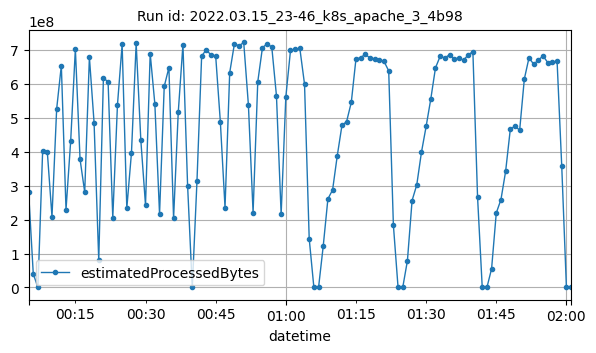 Run id: 2022.03.15_23-46_k8s_apache_3_4b98
1e8
7
6
5
4
3
2
1
0
estimatedProcessedBytes
00:15 00:30 00:45 01:00 01:15 01:30 01:45 02:00
datetime